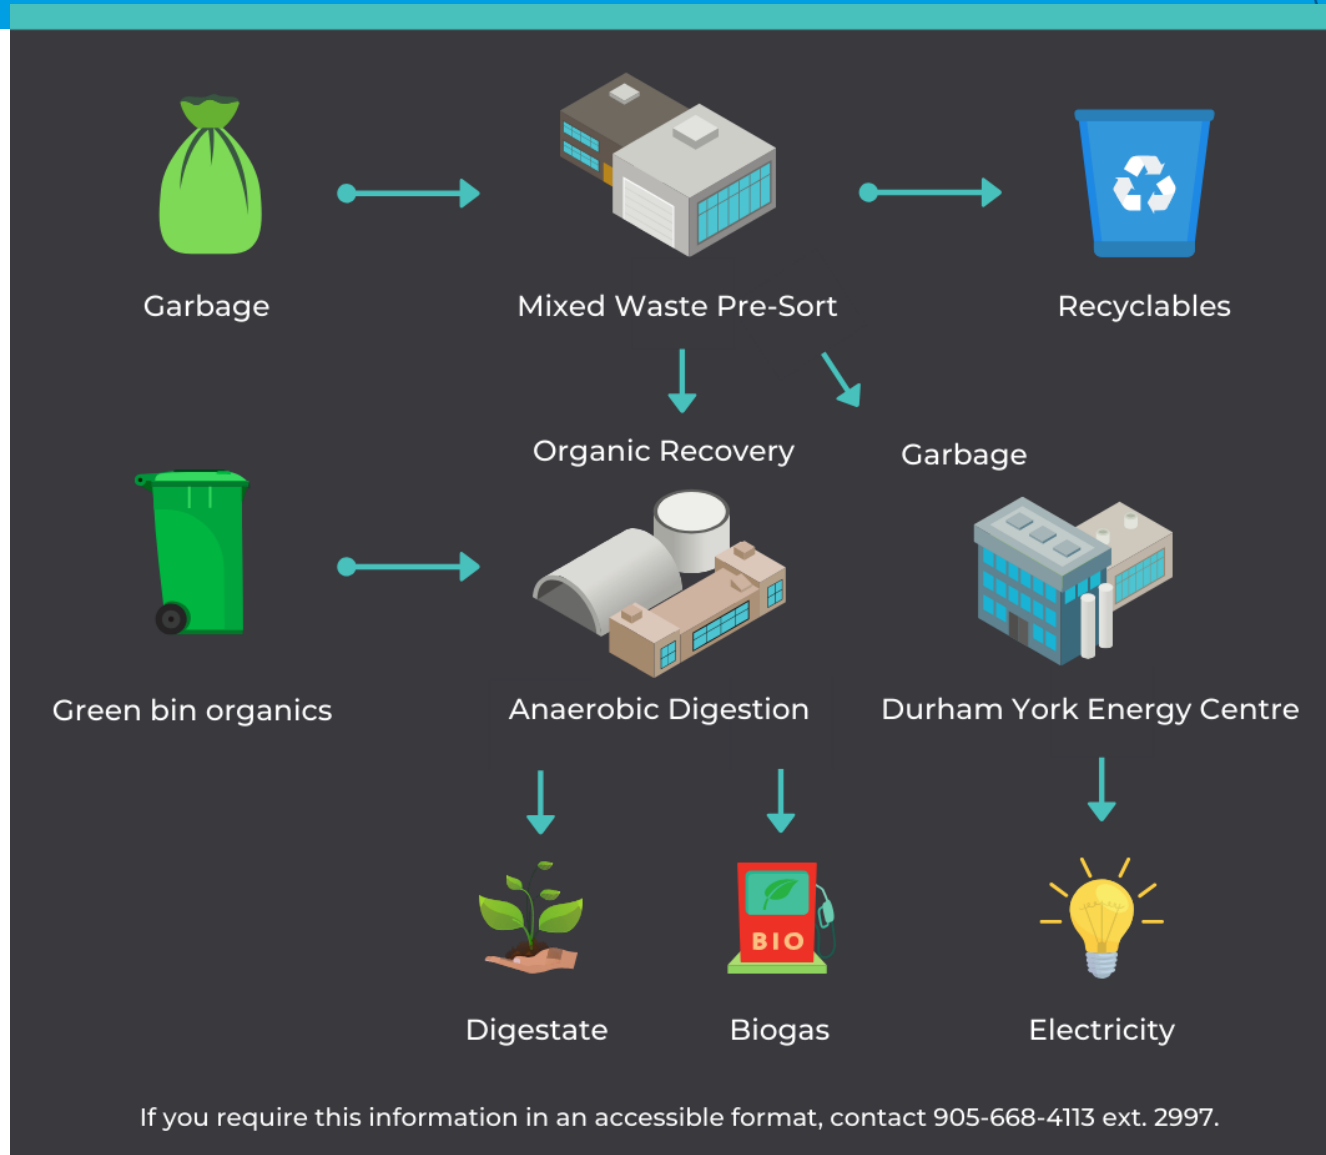 Garbage
Mixed Waste Pre-Sort
Recyclables
Organic Recovery
Garbage
Green bin organics
Anaerobic Digestion
Durham York Energy Centre
BIO
Digestate
Biogas
Electricity
If you require this information in an accessible format, contact 905-668-4113 ext. 2997.